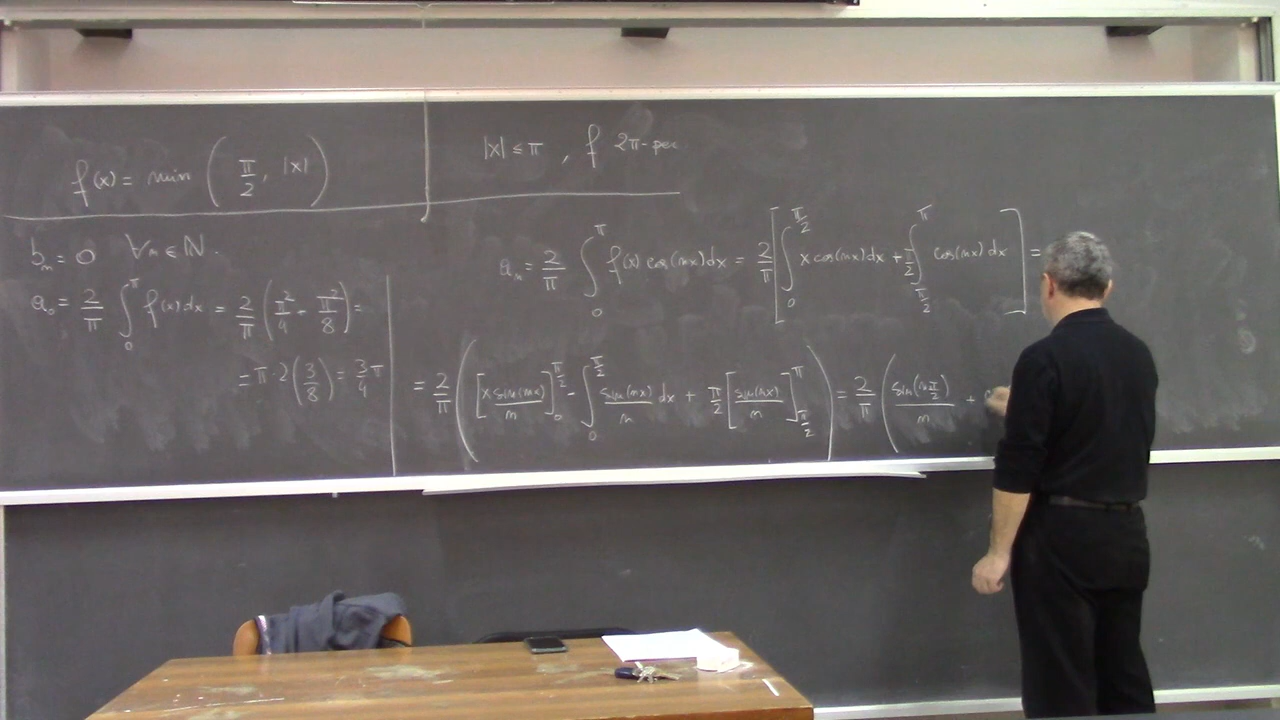 f(x) = min ( π/2 , |x| )
|x| ≤ π , f 2π-per
b_n = 0 ∀n ∈ N.
a_0 = 2/π ∫_0^π f(x) dx = 2/π ( π²/4 + π²/8 ) =
= π · 2 ( 3/8 ) = 3/4 π
a_n = 2/π ∫_0^π f(x) cos(nx) dx = 2/π [ ∫_0^{π/2} x cos(nx) dx + π/2 ∫_{π/2}^π cos(nx) dx ] =
= 2/π ( [ x sin(nx)/n ]_0^{π/2} - ∫_0^{π/2} sin(nx)/n dx + π/2 [ sin(nx)/n ]_{π/2}^π ) = 2/π ( sin(n π/2)/n +